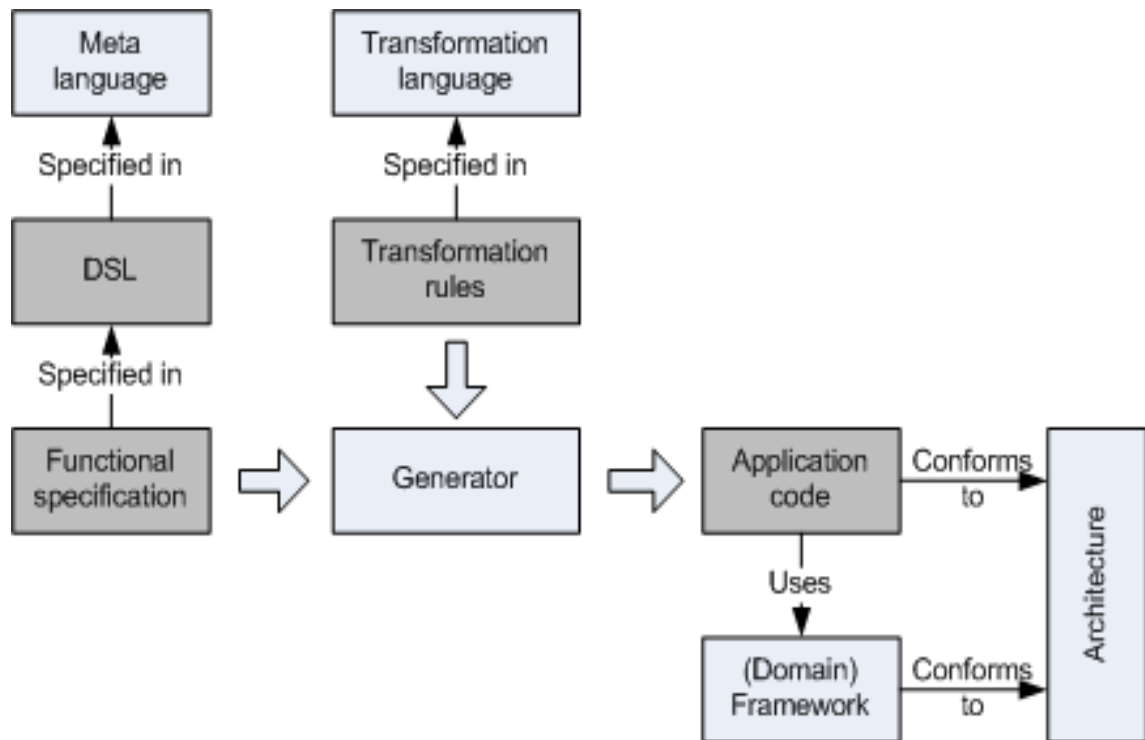 Meta
language
Transformation
language
Specified in
Specified in
DSL
Transformation
rules
Specified in
Functional
specification
Generator
Application
code
Conforms
to
Architecture
Uses
(Domain)
Framework
Conforms
to